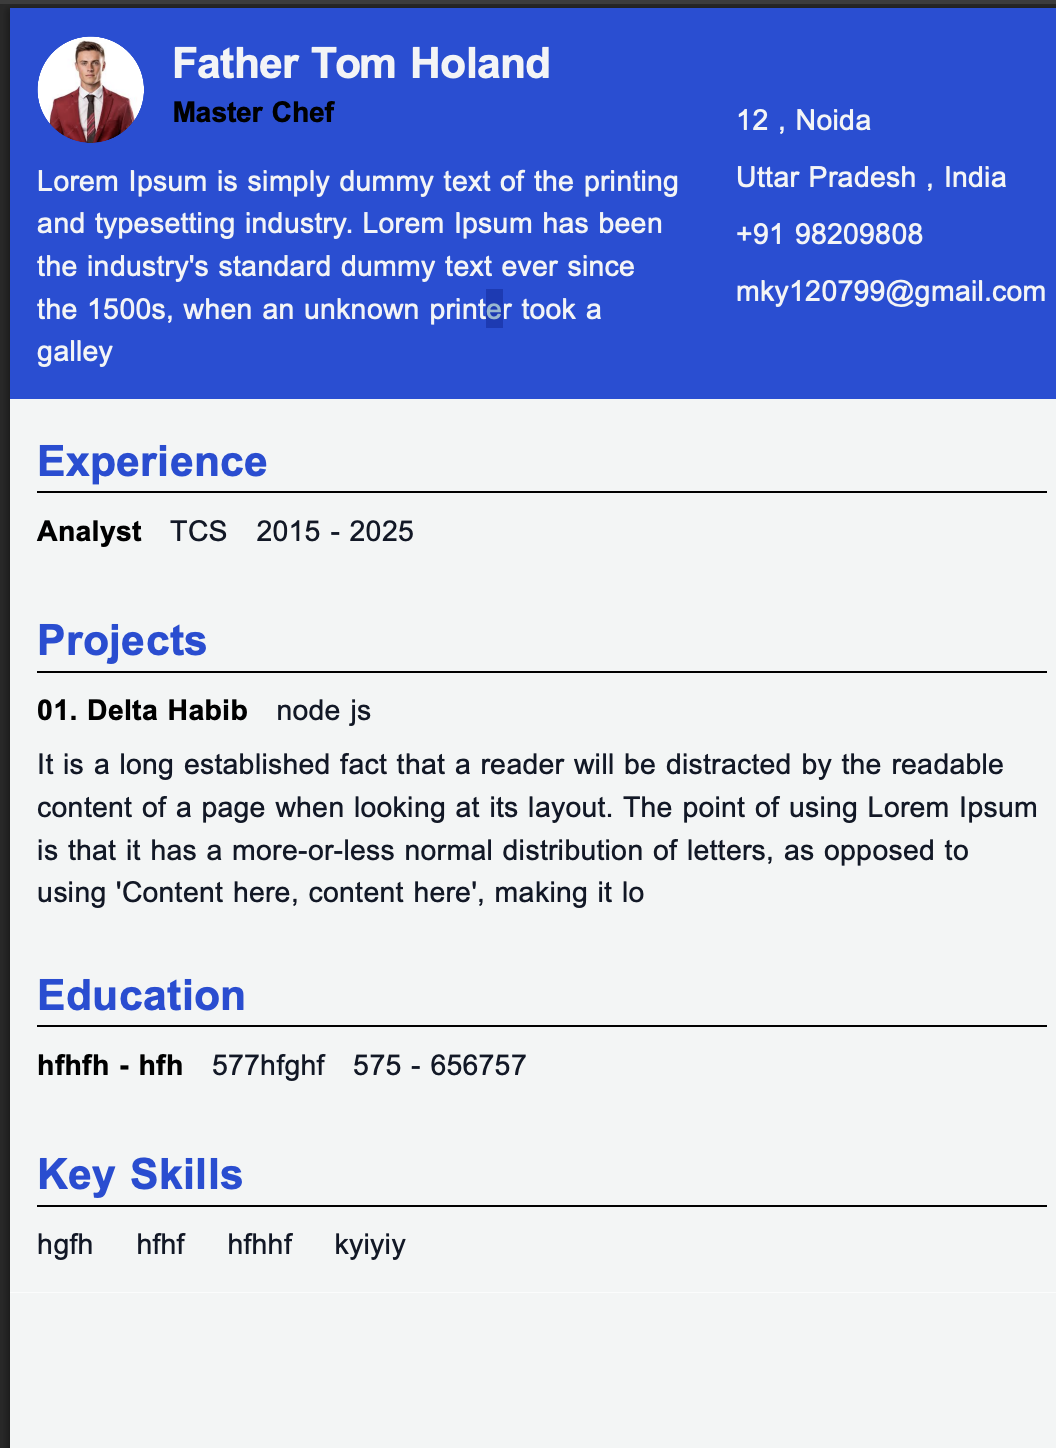 Father Tom Holand
Master Chef
Lorem Ipsum is simply dummy text of the printing
and typesetting industry. Lorem Ipsum has been
the industry's standard dummy text ever since
the 1500s, when an unknown printer took a
galley
12 , Noida
Uttar Pradesh , India
+91 98209808
mky120799@gmail.com
Experience
Analyst TCS 2015 - 2025
Projects
01. Delta Habib node js
It is a long established fact that a reader will be distracted by the readable
content of a page when looking at its layout. The point of using Lorem Ipsum
is that it has a more-or-less normal distribution of letters, as opposed to
using 'Content here, content here', making it lo
Education
hfhfh - hfh 577hfghf 575 - 656757
Key Skills
hgfh hfhf hfhhf kyiyiy